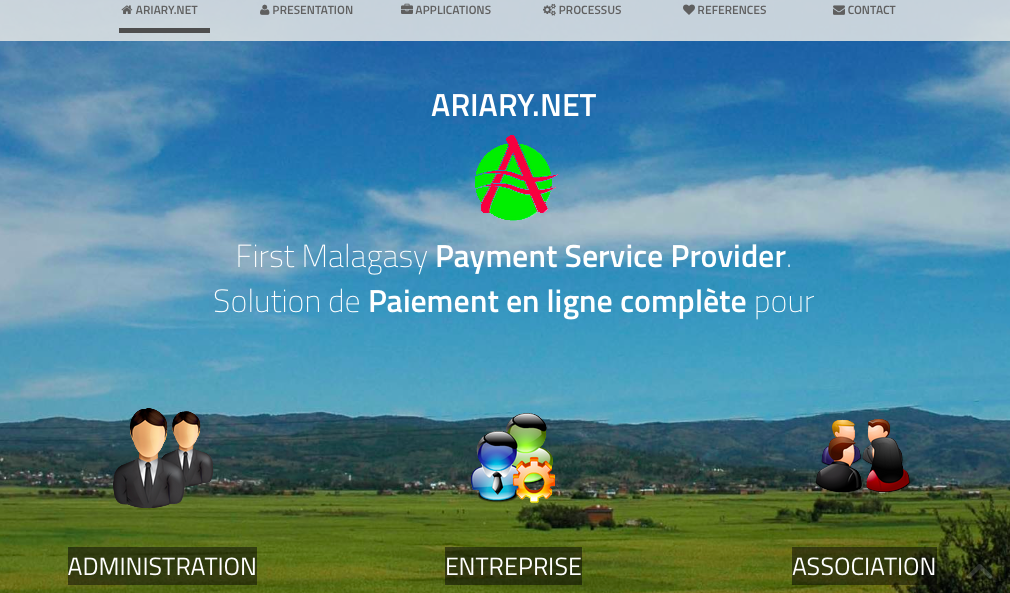 ARIARY.NET PRESENTATION APPLICATIONS PROCESSUS REFERENCES CONTACT
ARIARY.NET
First Malagasy Payment Service Provider.
Solution de Paiement en ligne complète pour
ADMINISTRATION ENTREPRISE ASSOCIATION